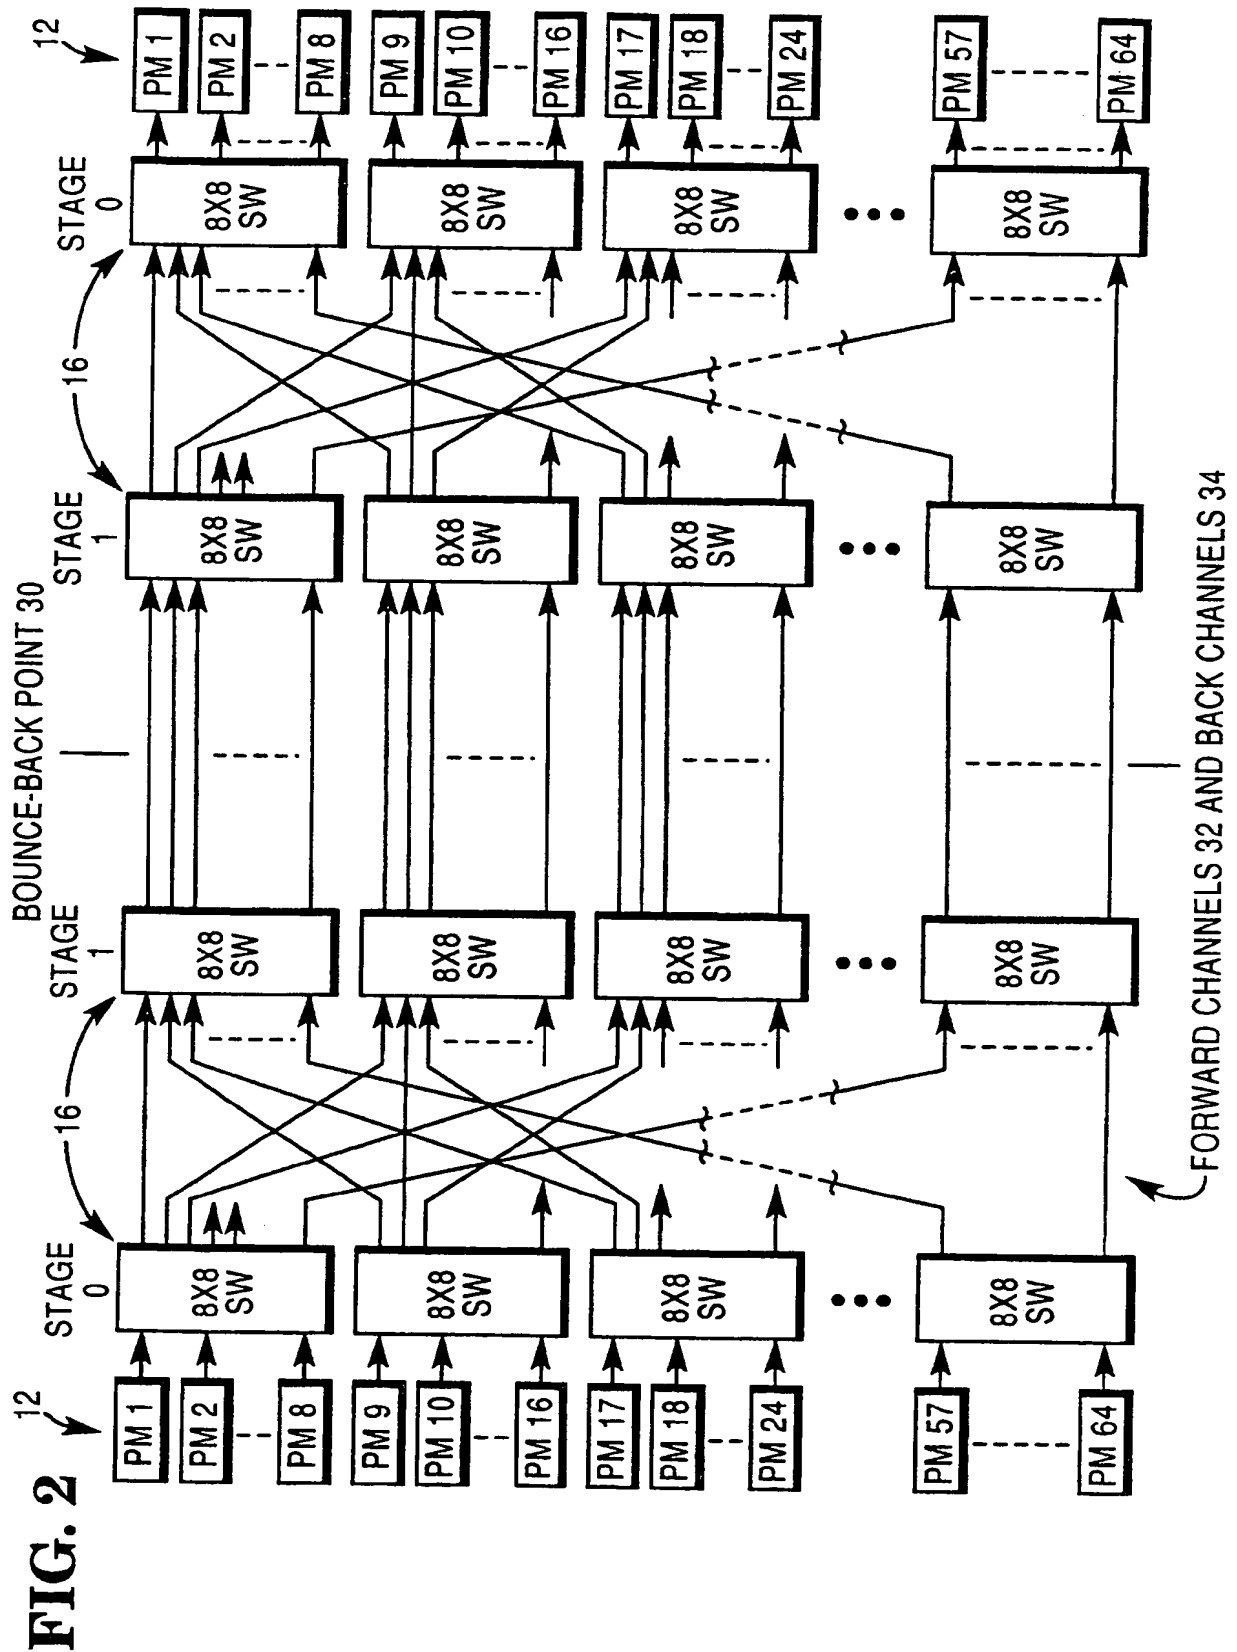 FIG. 2
BOUNCE-BACK POINT 30
12
STAGE
0
16
STAGE
1
STAGE
1
16
STAGE
0
12
PM 1
PM 2
PM 8
8X8
SW
8X8
SW
8X8
SW
8X8
SW
PM 1
PM 2
PM 8
PM 9
PM 10
PM 16
8X8
SW
8X8
SW
8X8
SW
8X8
SW
PM 9
PM 10
PM 16
PM 17
PM 18
PM 24
8X8
SW
8X8
SW
8X8
SW
8X8
SW
PM 17
PM 18
PM 24
PM 57
PM 64
8X8
SW
8X8
SW
8X8
SW
8X8
SW
PM 57
PM 64
FORWARD CHANNELS 32 AND BACK CHANNELS 34